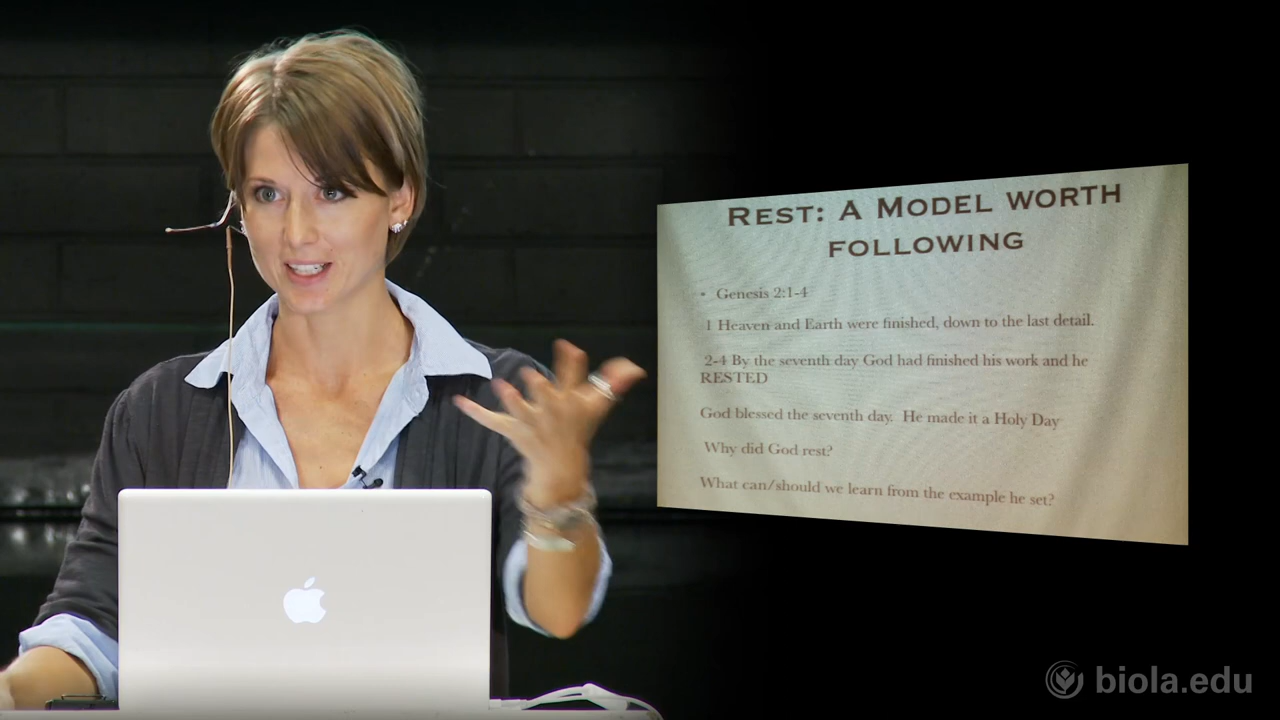 REST: A MODEL WORTH
FOLLOWING
• Genesis 2:1-4
1 Heaven and Earth were finished, down to the last detail.
2-4 By the seventh day God had finished his work and he
RESTED
God blessed the seventh day. He made it a Holy Day
Why did God rest?
What can/should we learn from the example he set?
biola.edu